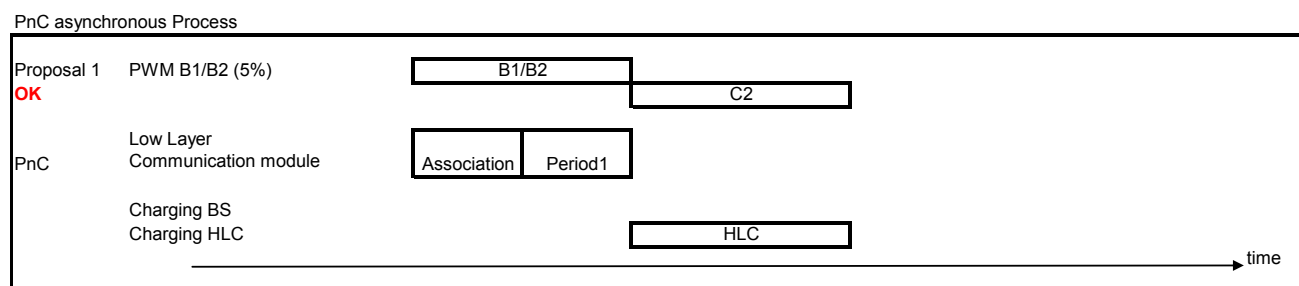 PnC asynchronous Process
Proposal 1 PWM B1/B2 (5%) B1/B2
OK C2
Low Layer
PnC Communication module Association Period1
Charging BS
Charging HLC HLC
time